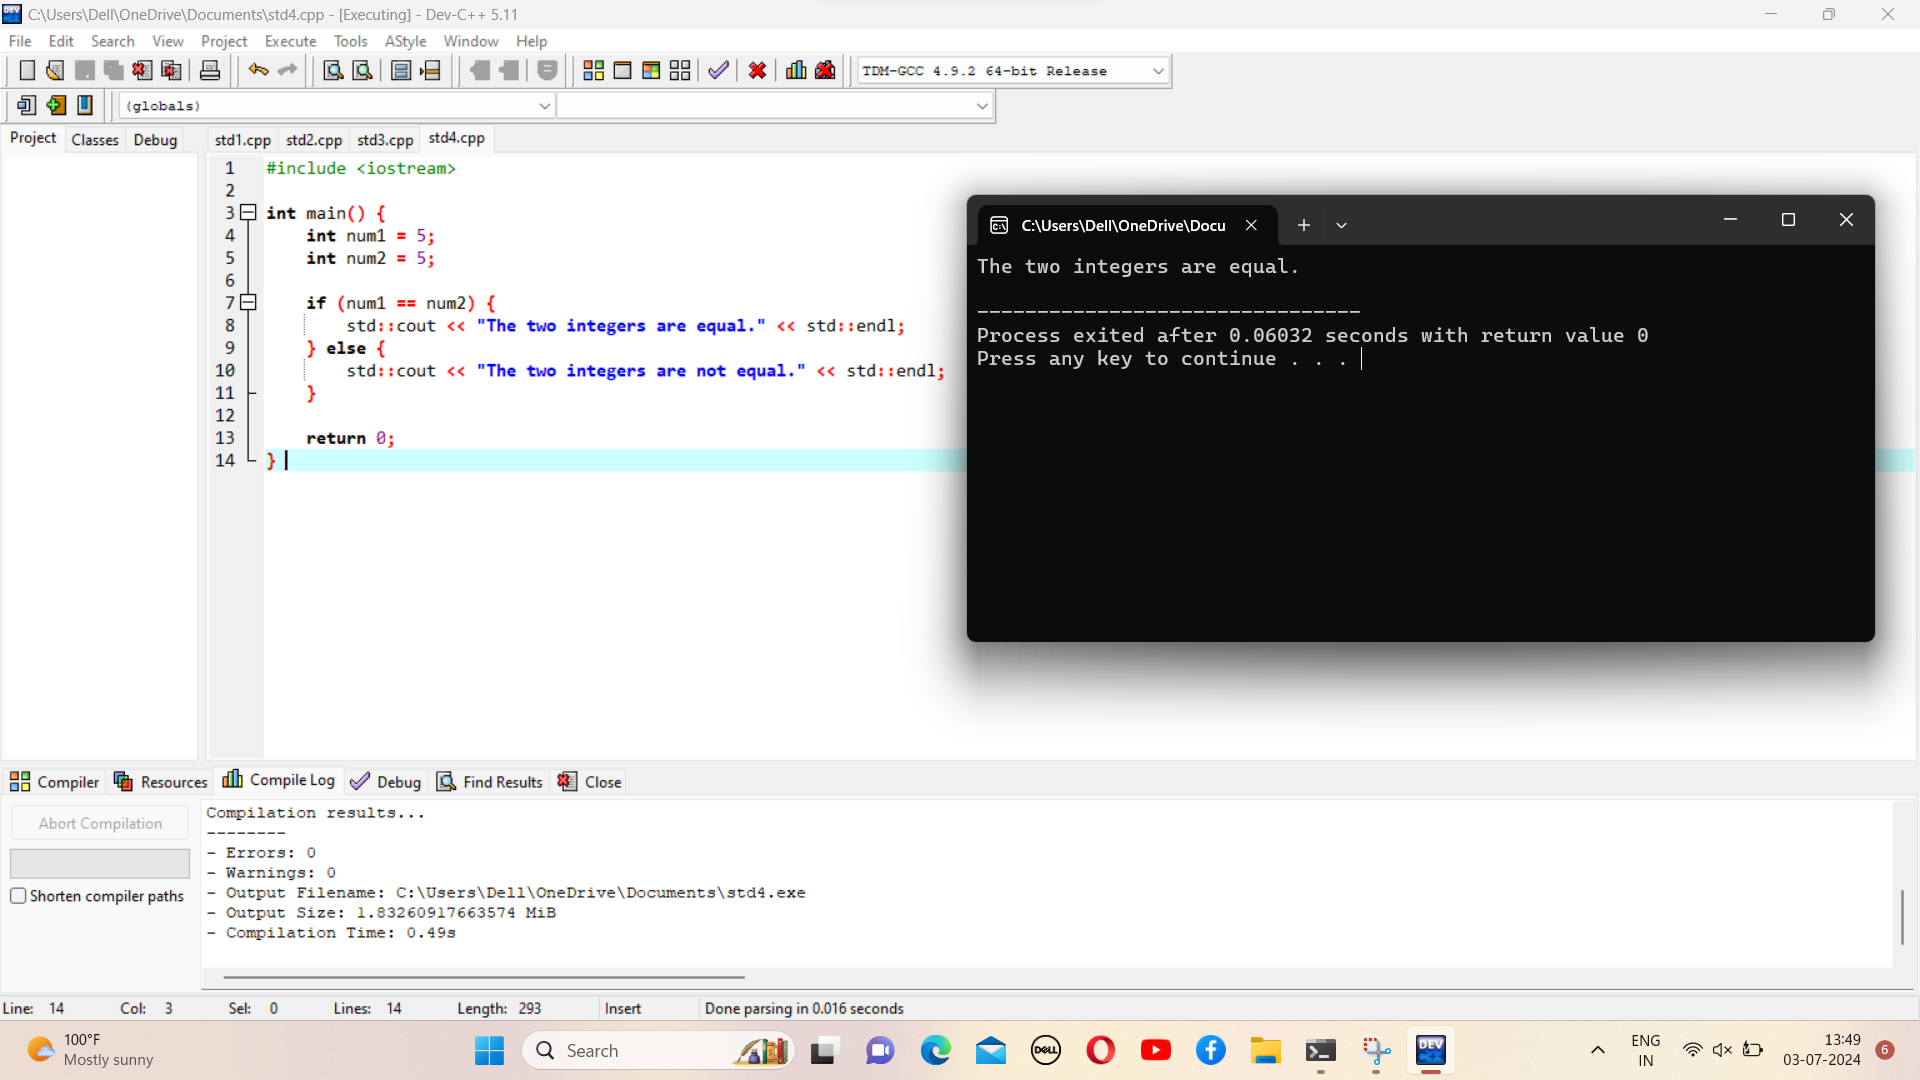 C:\Users\Dell\OneDrive\Documents\std4.cpp - [Executing] - Dev-C++ 5.11
File Edit Search View Project Execute Tools AStyle Window Help
TDM-GCC 4.9.2 64-bit Release
(globals)
Project Classes Debug
std1.cpp std2.cpp std3.cpp std4.cpp
1 #include <iostream>
2
3 int main() {
4 int num1 = 5;
5 int num2 = 5;
6
7 if (num1 == num2) {
8 std::cout << "The two integers are equal." << std::endl;
9 } else {
10 std::cout << "The two integers are not equal." << std::endl;
11 }
12
13 return 0;
14 }
C:\Users\Dell\OneDrive\Docu
The two integers are equal.
--------------------------------
Process exited after 0.06032 seconds with return value 0
Press any key to continue . . .
Compiler Resources Compile Log Debug Find Results Close
Abort Compilation
Shorten compiler paths
Compilation results...
--------
- Errors: 0
- Warnings: 0
- Output Filename: C:\Users\Dell\OneDrive\Documents\std4.exe
- Output Size: 1.83260917663574 MiB
- Compilation Time: 0.49s
Line: 14 Col: 3 Sel: 0 Lines: 14 Length: 293 Insert Done parsing in 0.016 seconds
100°F
Mostly sunny
Search
DELL
DEV
C++
ENG
IN
13:49
03-07-2024
6